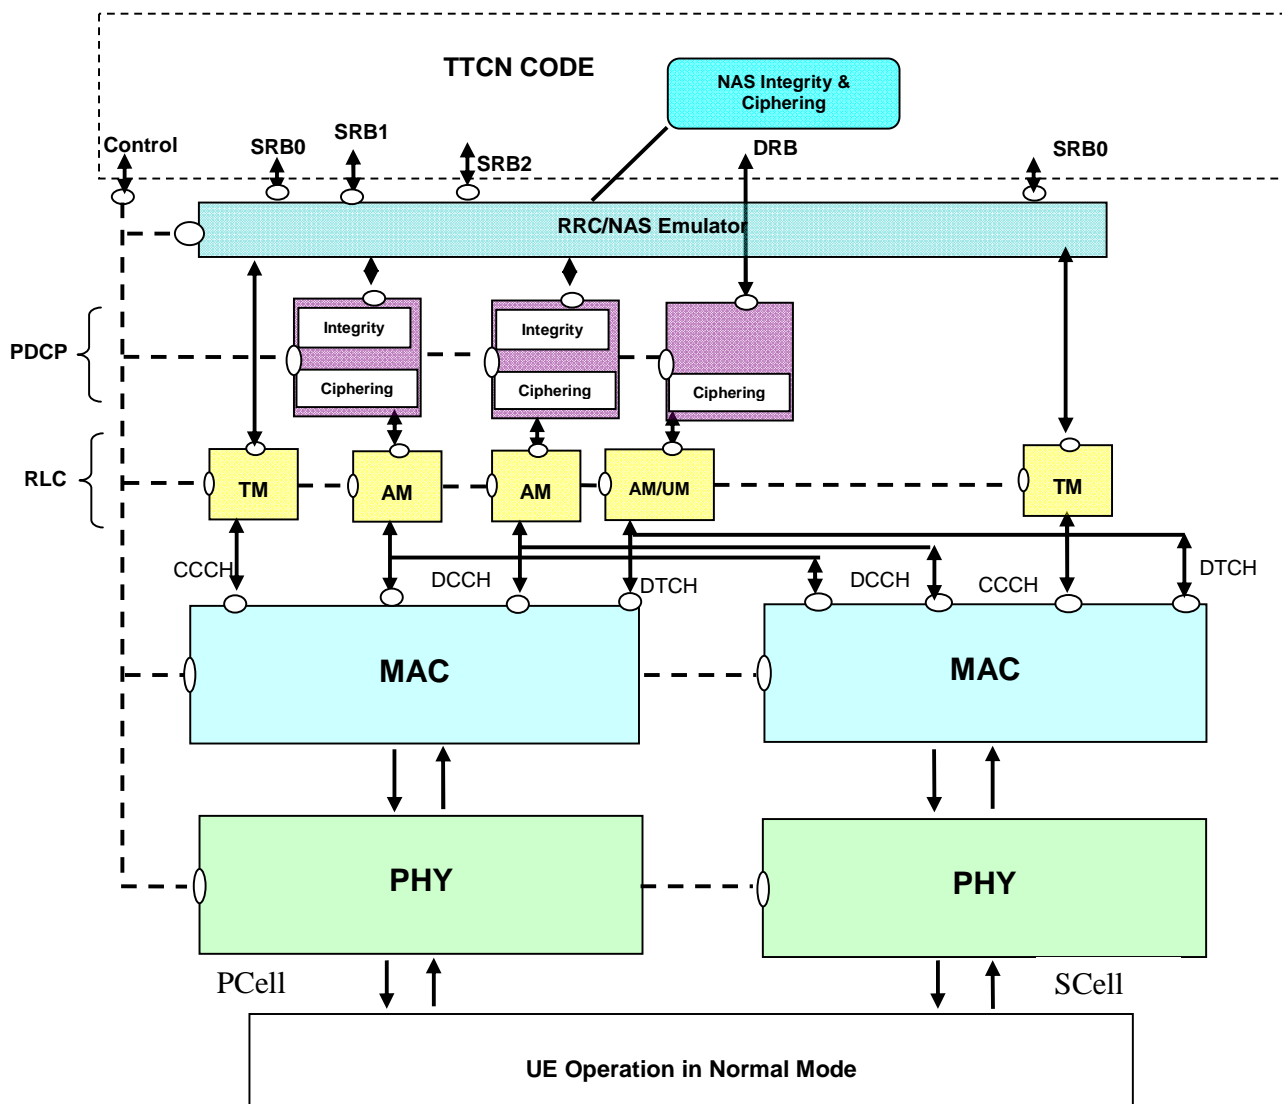 TTCN CODE
NAS Integrity &
Ciphering
Control
SRB0
SRB1
SRB2
DRB
SRB0
RRC/NAS Emulator
PDCP
Integrity
Ciphering
Integrity
Ciphering
Ciphering
RLC
TM
AM
AM
AM/UM
TM
CCCH
DCCH
DTCH
DCCH
CCCH
DTCH
MAC
MAC
PHY
PHY
PCell
SCell
UE Operation in Normal Mode